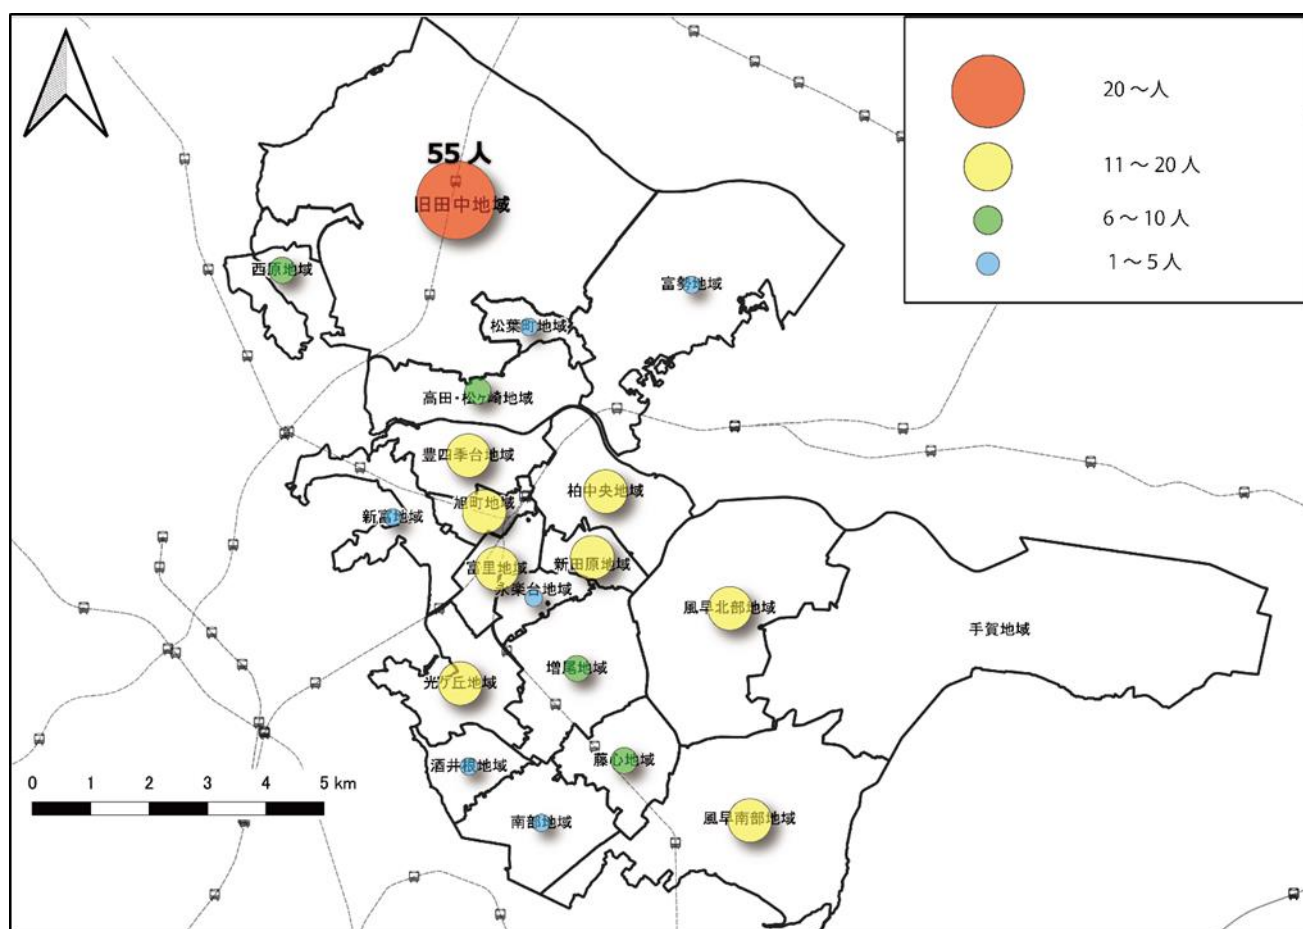 20～人
11～20人
6～10人
1～5人
55人
旧田中地域
西原地域
富勢地域
松葉町地域
高田・松ヶ崎地域
豊四季台地域
柏中央地域
旭町地域
新富地域
富里地域
新田原地域
永楽台地域
風早北部地域
手賀地域
増尾地域
光ケ丘地域
藤心地域
酒井根地域
0 1 2 3 4 5 km
南部地域
風早南部地域